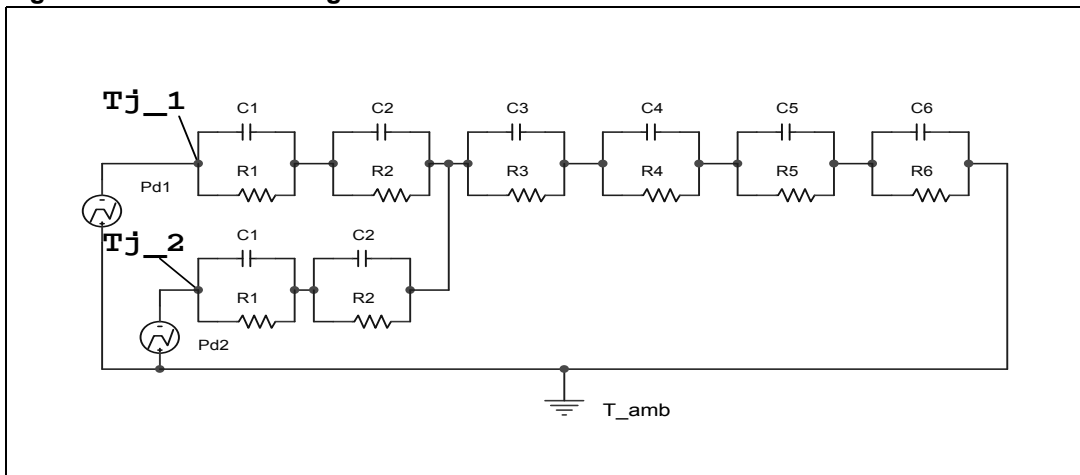 Tj_1
C1 C2 C3 C4 C5 C6
R1 R2 R3 R4 R5 R6
Pd1
Tj_2
C1 C2
R1 R2
Pd2
T_amb